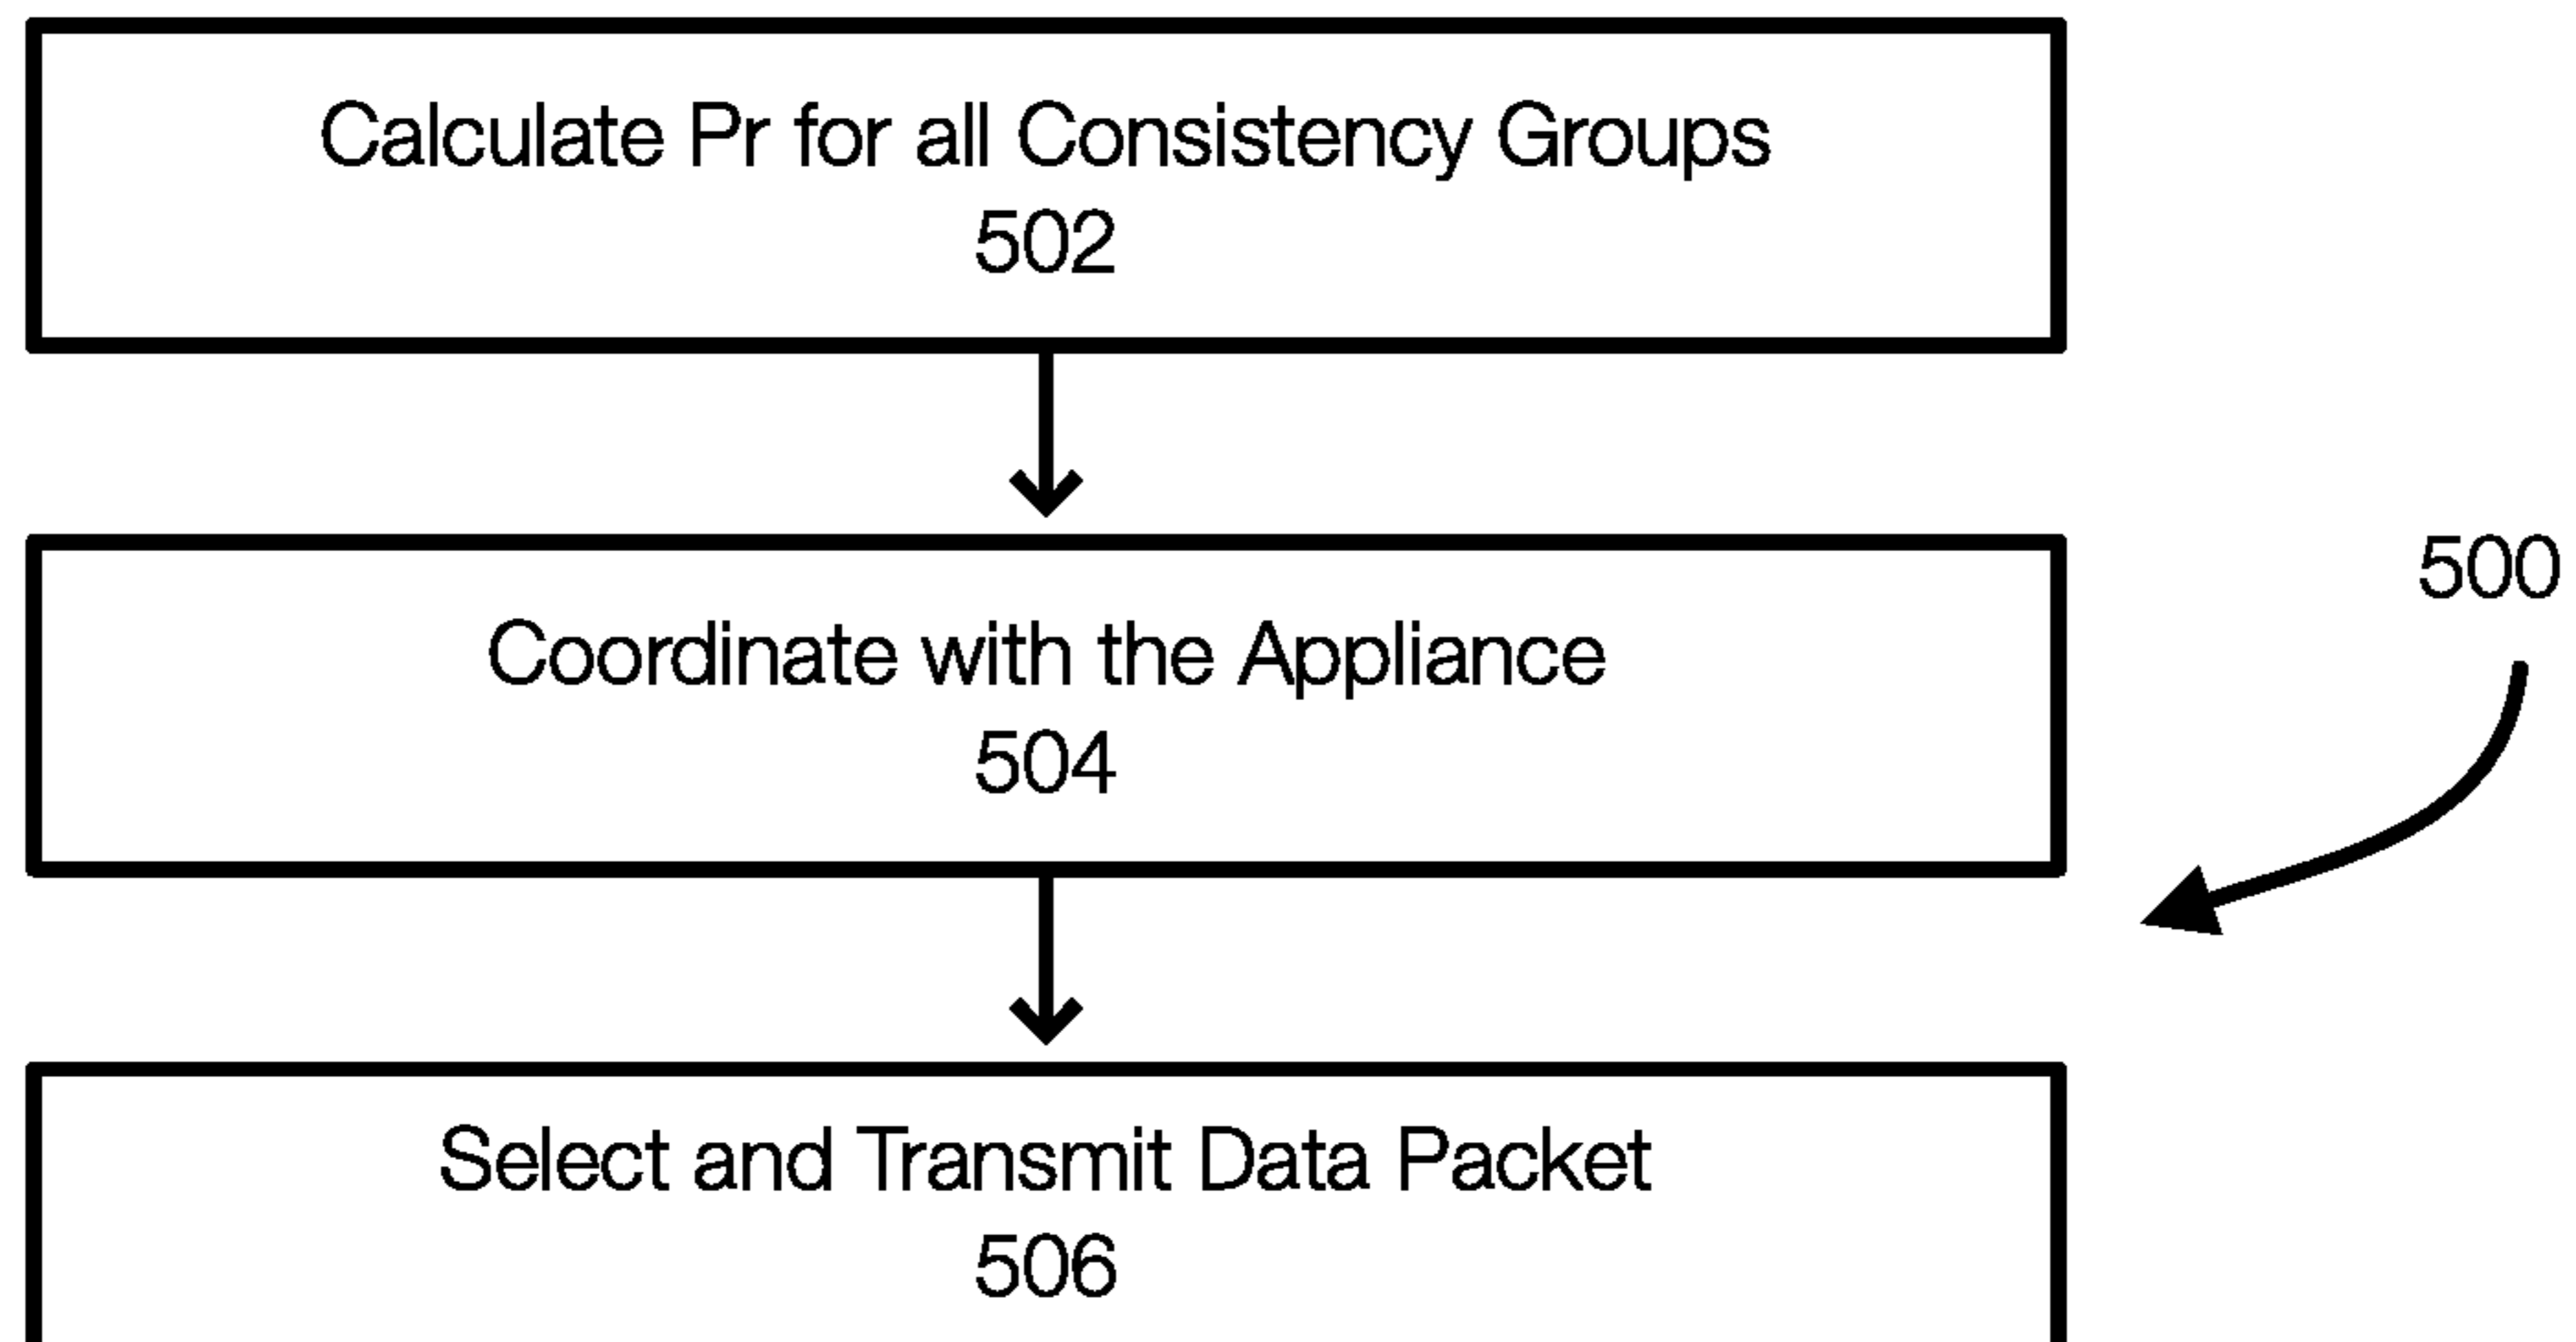 Calculate Pr for all Consistency Groups
502
Coordinate with the Appliance
504
500
Select and Transmit Data Packet
506